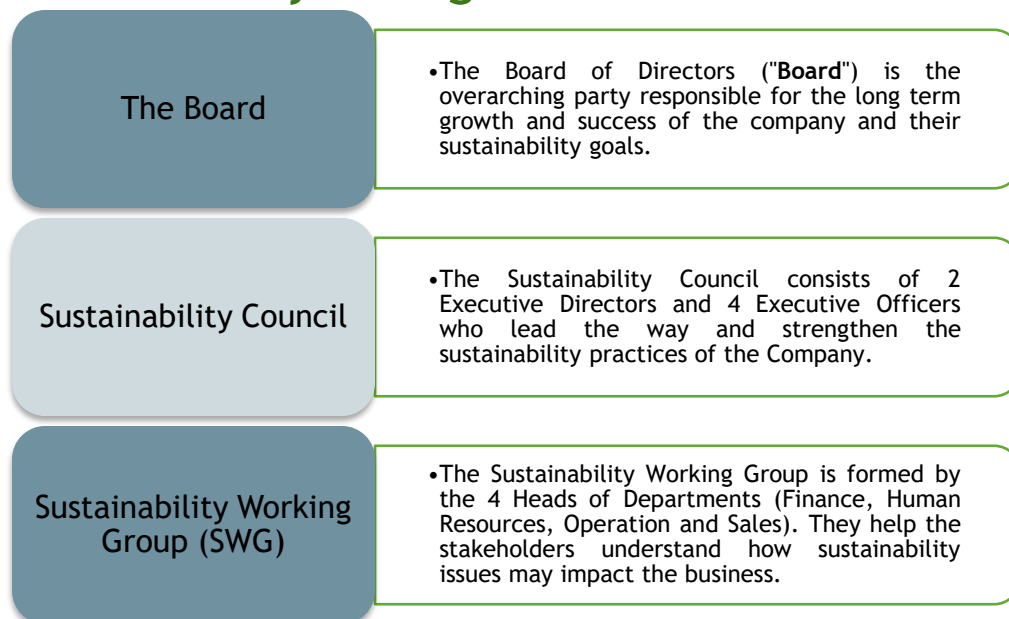 The Board
•The Board of Directors ("Board") is the
overarching party responsible for the long term
growth and success of the company and their
sustainability goals.
Sustainability Council
•The Sustainability Council consists of 2
Executive Directors and 4 Executive Officers
who lead the way and strengthen the
sustainability practices of the Company.
Sustainability Working
Group (SWG)
•The Sustainability Working Group is formed by
the 4 Heads of Departments (Finance, Human
Resources, Operation and Sales). They help the
stakeholders understand how sustainability
issues may impact the business.